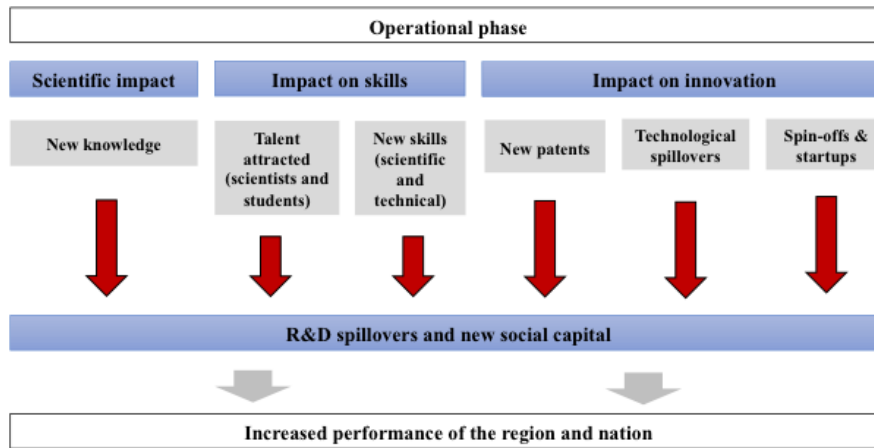 Operational phase
Scientific impact
Impact on skills
Impact on innovation
New knowledge
Talent
attracted
(scientists and
students)
New skills
(scientific
and
technical)
New patents
Technological
spillovers
Spin-offs &
startups
R&D spillovers and new social capital
Increased performance of the region and nation